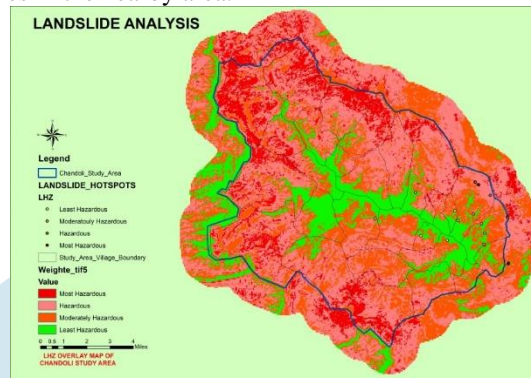 LANDSLIDE ANALYSIS
Legend
Chandoli_Study_Area
LANDSLIDE_HOTSPOTS
LHZ
Least Hazardous
Moderatouly Hazardous
Hazardous
Most Hazardous
Study_Area_Village_Boundary
Weighte_tif5
Value
Most Hazardous
Hazardous
Moderately Hazardous
Least Hazardous
0 0.5 1 2 3 4
Miles
LHZ OVERLAY MAP OF
CHANDOLI STUDY AREA